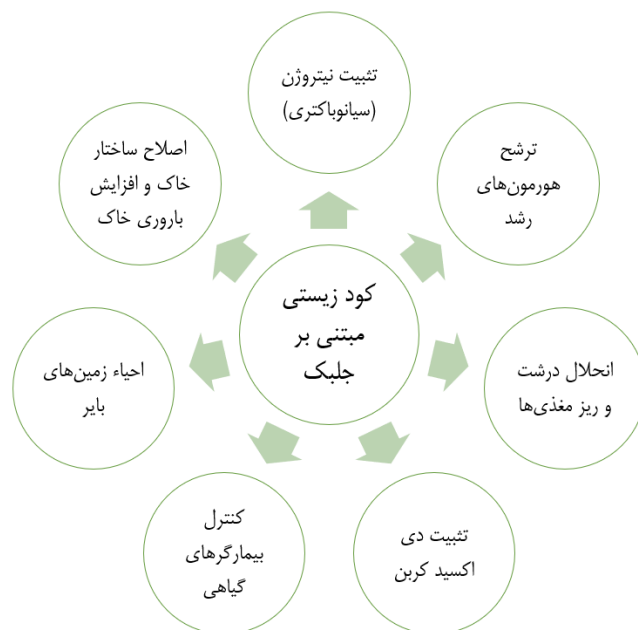 تثبیت نیتروژن
(سیانوباکتری)
ترشح
هورمون‌های
رشد
انحلال درشت
و ریز مغذی‌ها
تثبیت دی
اکسید کربن
کنترل
بیمارگرهای
گیاهی
احیاء زمین‌های
بایر
اصلاح ساختار
خاک و افزایش
باروری خاک
کود زیستی
مبتنی بر
جلبک